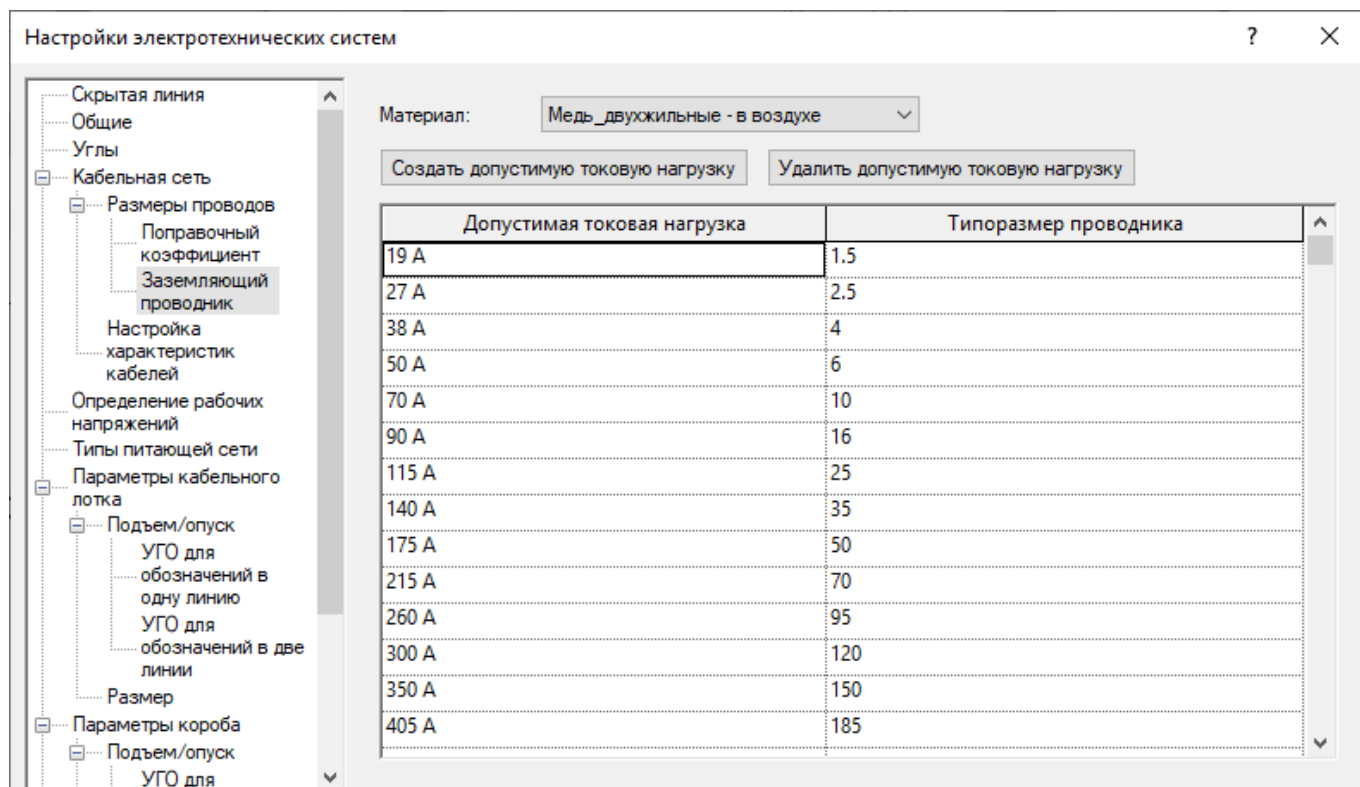 Настройки электротехнических систем
?
Скрытая линия
Общие
Углы
Кабельная сеть
Размеры проводов
Поправочный
коэффициент
Заземляющий
проводник
Настройка
характеристик
кабелей
Определение рабочих
напряжений
Типы питающей сети
Параметры кабельного
лотка
Подъем/опуск
УГО для
обозначений в
одну линию
УГО для
обозначений в две
линии
Размер
Параметры короба
Подъем/опуск
УГО для
Материал: Медь_двухжильные - в воздухе
Создать допустимую токовую нагрузку Удалить допустимую токовую нагрузку
Допустимая токовая нагрузка Типоразмер проводника
19 А 1.5
27 А 2.5
38 А 4
50 А 6
70 А 10
90 А 16
115 А 25
140 А 35
175 А 50
215 А 70
260 А 95
300 А 120
350 А 150
405 А 185